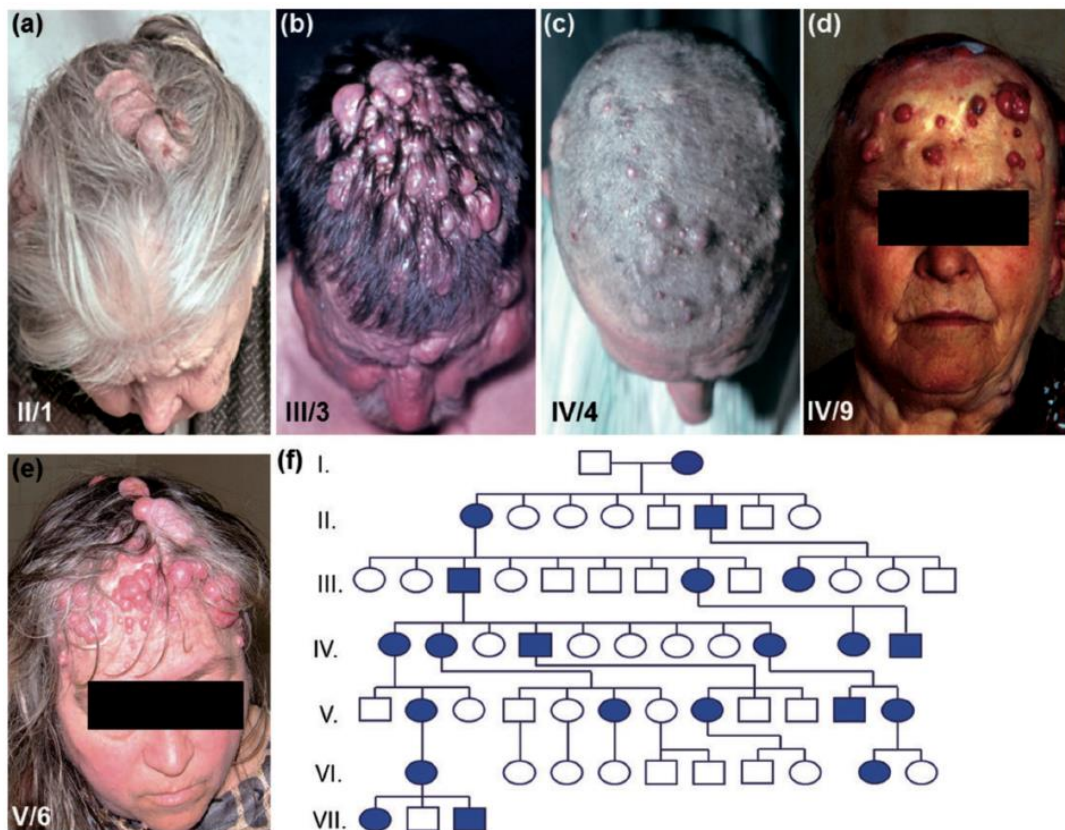 (a)
II/1
(b)
III/3
(c)
IV/4
(d)
IV/9
(e)
V/6
(f)
I.
II.
III.
IV.
V.
VI.
VII.